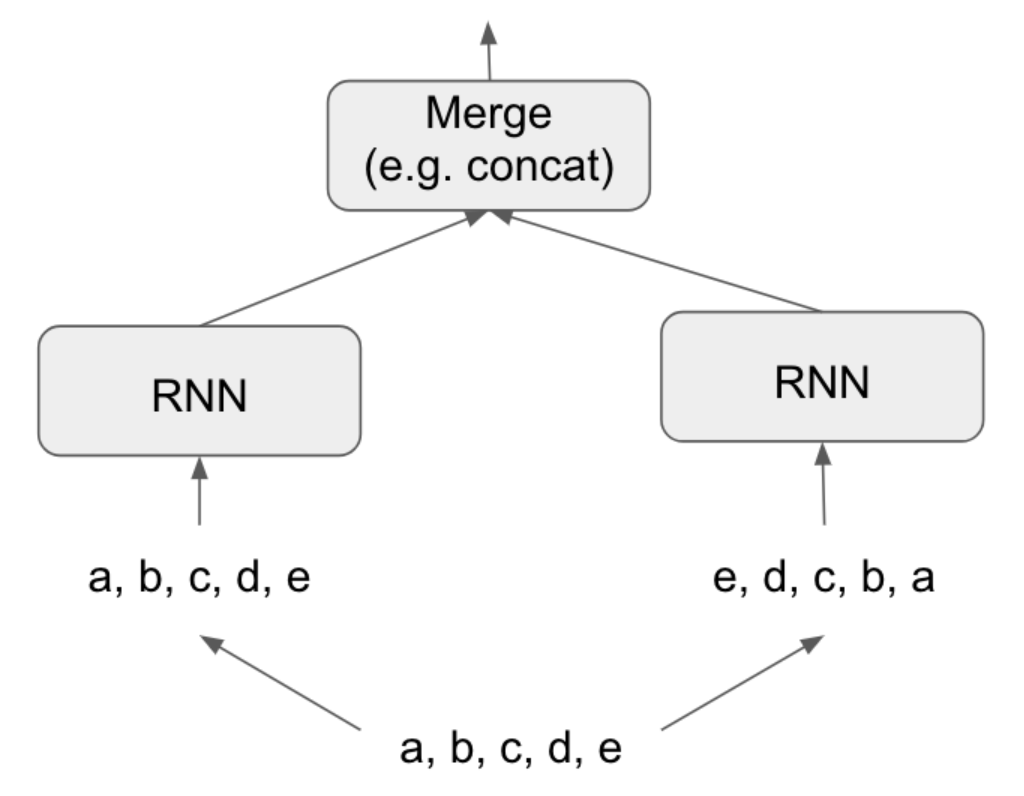 Merge
(e.g. concat)
RNN
RNN
a, b, c, d, e
e, d, c, b, a
a, b, c, d, e